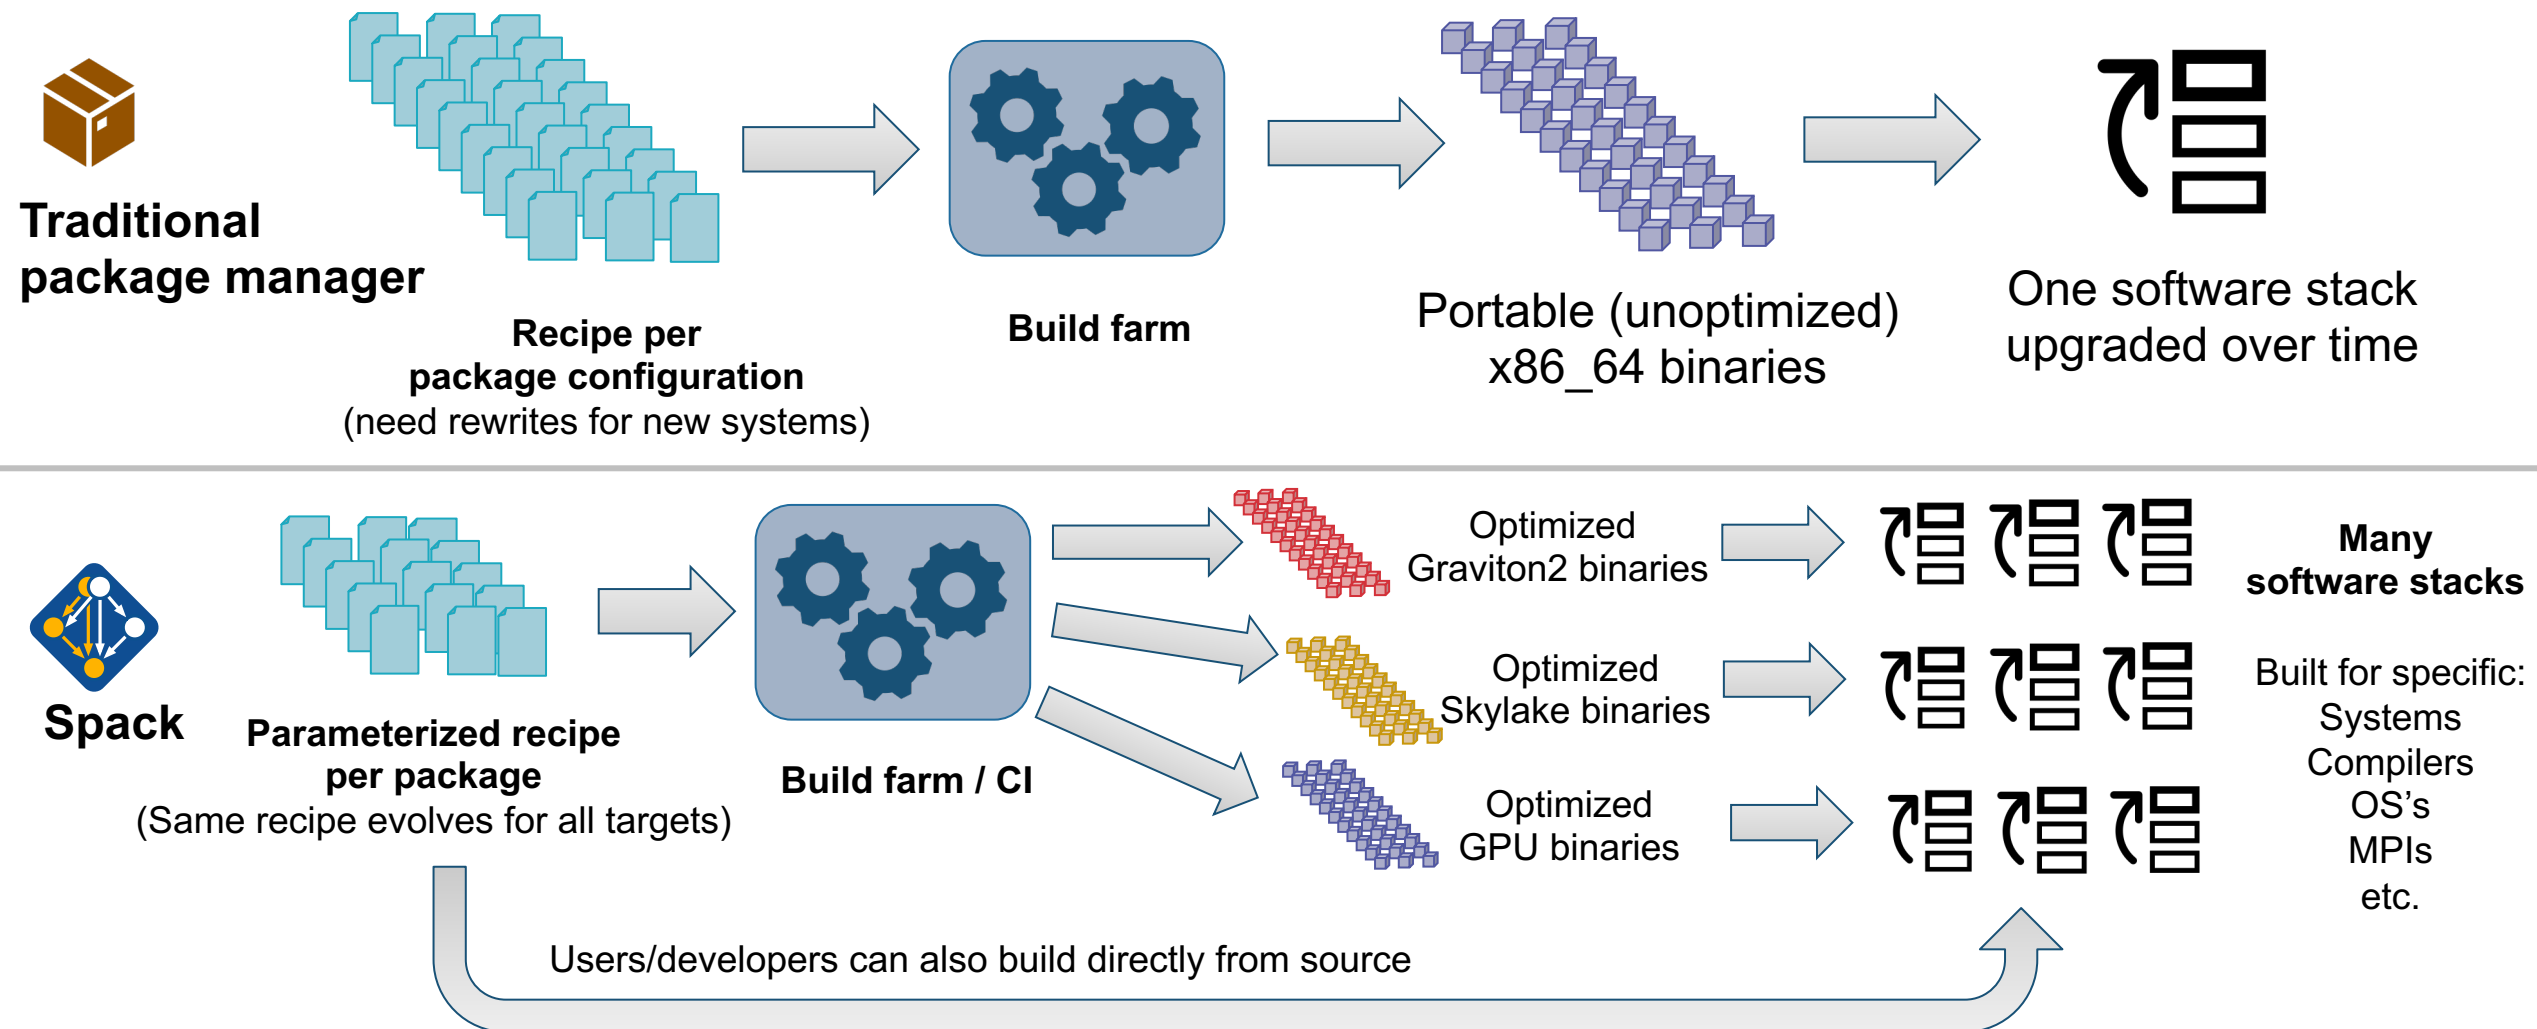 Traditional
package manager
Recipe per
package configuration
(need rewrites for new systems)
Build farm
Portable (unoptimized)
x86_64 binaries
One software stack
upgraded over time
Spack
Parameterized recipe
per package
(Same recipe evolves for all targets)
Build farm / CI
Optimized
Graviton2 binaries
Optimized
Skylake binaries
Optimized
GPU binaries
Many
software stacks
Built for specific:
Systems
Compilers
OS’s
MPIs
etc.
Users/developers can also build directly from source